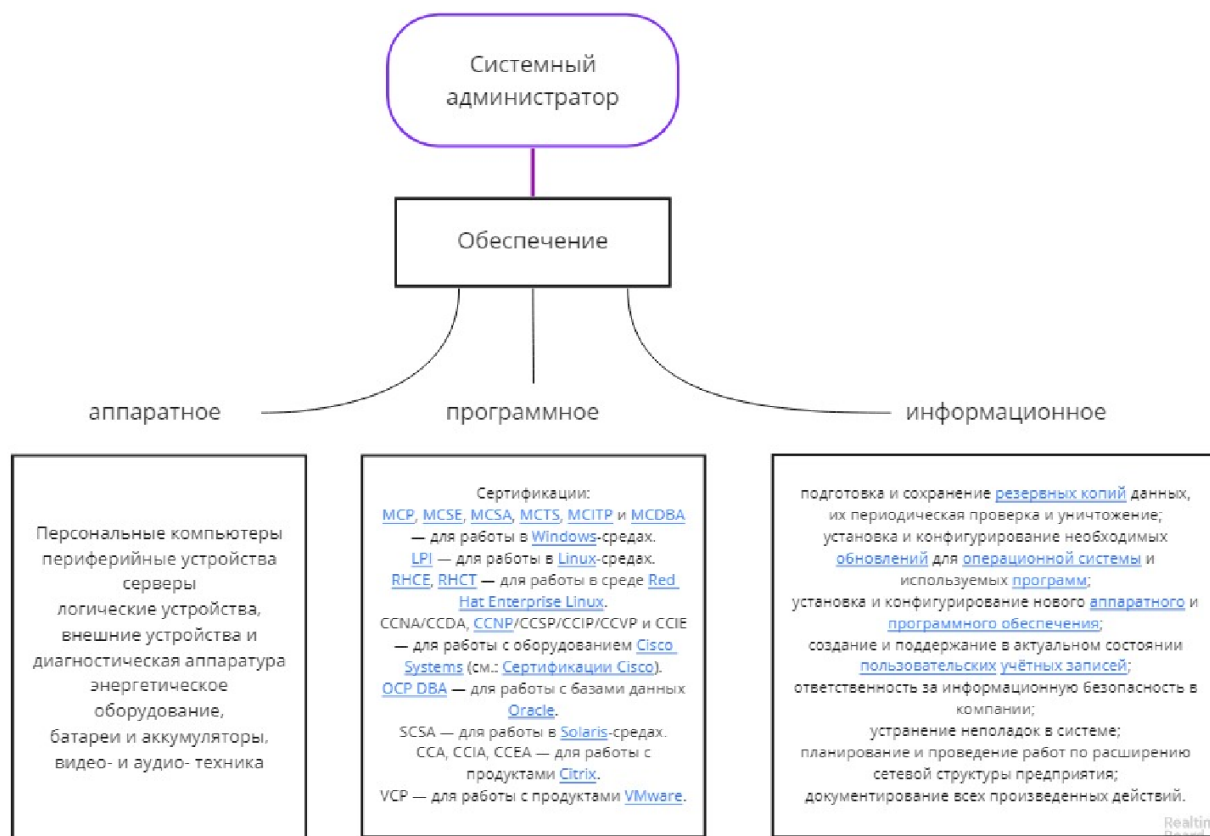 Системный
администратор
Обеспечение
аппаратное
программное
информационное
Персональные компьютеры
периферийные устройства
серверы
логические устройства,
внешние устройства и
диагностическая аппаратура
энергетическое
оборудование,
батареи и аккумуляторы,
видео- и аудио- техника
Сертификации:
MCP, MCSE, MCSA, MCTS, MCITP и MCDBA
— для работы в Windows-средах.
LPI — для работы в Linux-средах.
RHCE, RHCT — для работы в среде Red
Hat Enterprise Linux.
CCNA/CCDA, CCNP/CCSP/CCIP/CCVP и CCIE
— для работы с оборудованием Cisco
Systems (см.: Сертификации Cisco).
OCP DBA — для работы с базами данных
Oracle.
SCSA — для работы в Solaris-средах.
CCA, CCIA, CCEA — для работы с
продуктами Citrix.
VCP — для работы с продуктами VMware.
подготовка и сохранение резервных копий данных,
их периодическая проверка и уничтожение;
установка и конфигурирование необходимых
обновлений для операционной системы и
используемых программ;
установка и конфигурирование нового аппаратного и
программного обеспечения;
создание и поддержание в актуальном состоянии
пользовательских учётных записей;
ответственность за информационную безопасность в
компании;
устранение неполадок в системе;
планирование и проведение работ по расширению
сетевой структуры предприятия;
документирование всех произведенных действий.
Realtim
Board